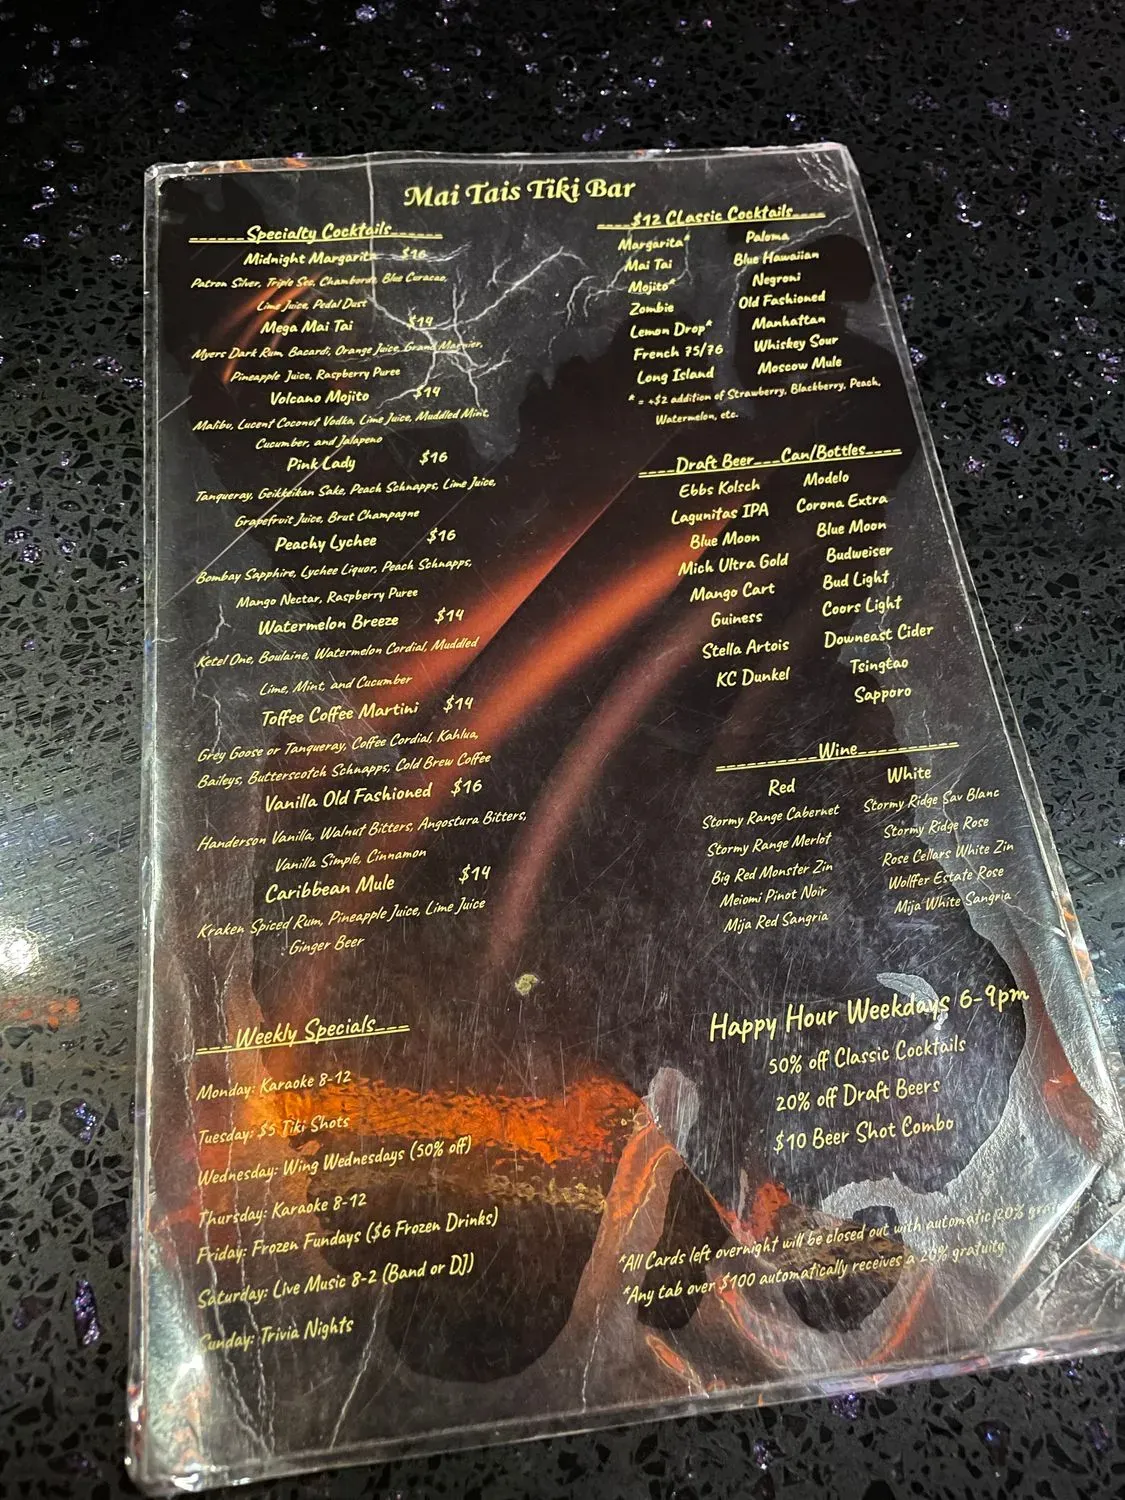 Mai Tais Tiki Bar
Specialty Cocktails
Midnight Margarita $16
Patron Silver, Triple Sec, Chambord, Blue Curacao,
Lime Juice, Pedal Dust
Mega Mai Tai $14
Myers Dark Rum, Bacardi, Orange Juice, Grand Marnier,
Pineapple Juice, Raspberry Puree
Volcano Mojito $14
Malibu, Lucent Coconut Vodka, Lime Juice, Muddled Mint,
Cucumber, and Jalapeno
Pink Lady $16
Tanqueray, Geikkeikan Sake, Peach Schnapps, Lime Juice,
Grapefruit Juice, Brut Champagne
Peachy Lychee $16
Bombay Sapphire, Lychee Liquor, Peach Schnapps,
Mango Nectar, Raspberry Puree
Watermelon Breeze $14
Ketel One, Boulaine, Watermelon Cordial, Muddled
Lime, Mint, and Cucumber
Toffee Coffee Martini $14
Grey Goose or Tanqueray, Coffee Cordial, Kahlua,
Baileys, Butterscotch Schnapps, Cold Brew Coffee
Vanilla Old Fashioned $16
Handerson Vanilla, Walnut Bitters, Angostura Bitters,
Vanilla Simple, Cinnamon
Caribbean Mule $14
Kraken Spiced Rum, Pineapple Juice, Lime Juice
Ginger Beer
Weekly Specials
Monday: Karaoke 8-12
Tuesday: $5 Tiki Shots
Wednesday: Wing Wednesdays (50% off)
Thursday: Karaoke 8-12
Friday: Frozen Fundays ($6 Frozen Drinks)
Saturday: Live Music 8-2 (Band or DJ)
Sunday: Trivia Nights
$12 Classic Cocktails
Margarita* Paloma
Mai Tai Blue Hawaiian
Mojito* Negroni
Zombie Old Fashioned
Lemon Drop* Manhattan
French 75/76 Whiskey Sour
Long Island Moscow Mule
* = +$2 addition of Strawberry, Blackberry, Peach,
Watermelon, etc.
Draft Beer Can/Bottles
Ebbs Kolsch Modelo
Lagunitas IPA Corona Extra
Blue Moon Blue Moon
Mich Ultra Gold Budweiser
Mango Cart Bud Light
Guiness Coors Light
Stella Artois Downeast Cider
KC Dunkel Tsingtao
Sapporo
Wine
Red White
Stormy Range Cabernet Stormy Ridge Sav Blanc
Stormy Range Merlot Stormy Ridge Rose
Big Red Monster Zin Rose Cellars White Zin
Meiomi Pinot Noir Wolffer Estate Rose
Mija Red Sangria Mija White Sangria
Happy Hour Weekdays 6-9pm
50% off Classic Cocktails
20% off Draft Beers
$10 Beer Shot Combo
*All Cards left overnight will be closed out with automatic 20%
*Any tab over $100 automatically receives a 20% gratuity